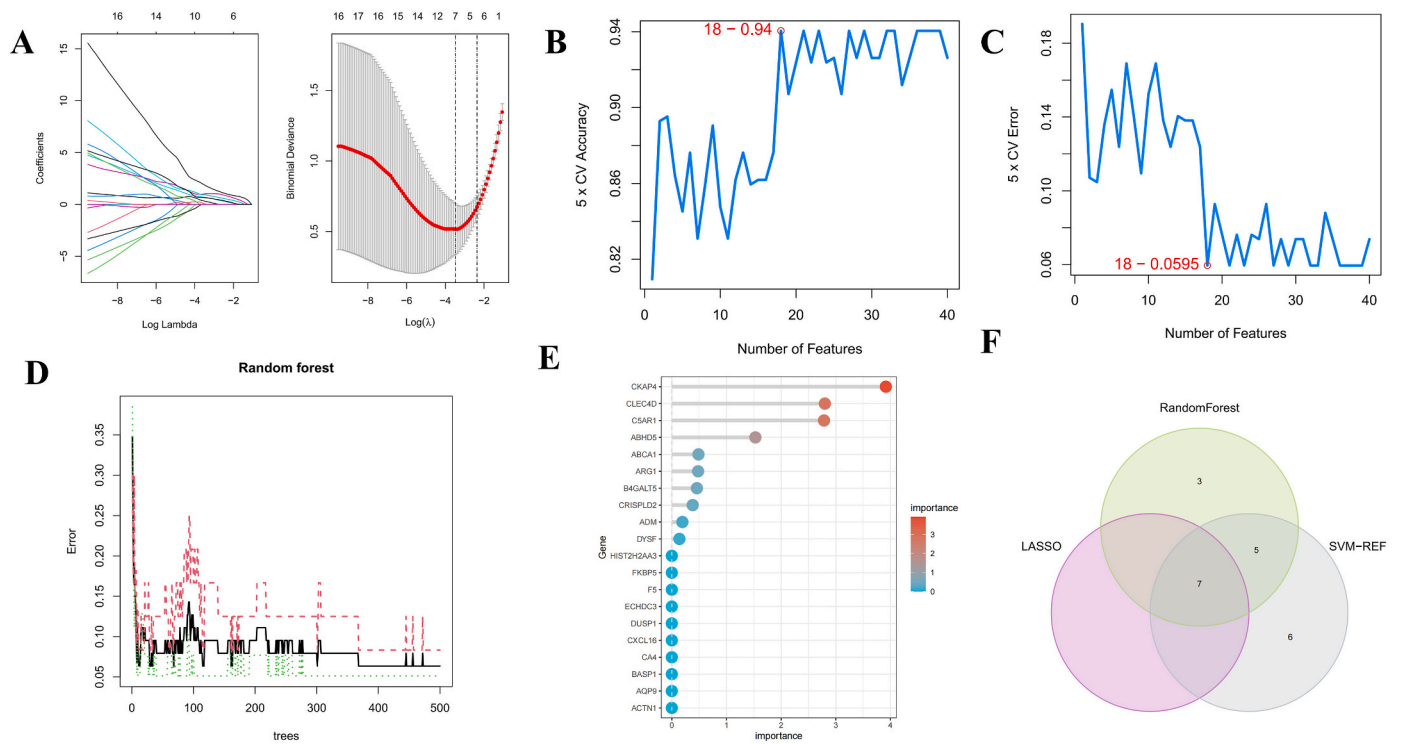 A
16 14 12 10 6
15
10
5
0
−5
Coefficients
−8 −6 −4 −2
Log Lambda
16 17 16 15 14 12 7 5 6 1
1.5
1.0
0.5
Binomial Deviance
−8 −6 −4 −2
Log(λ)
B
18 − 0.94
0.94
0.90
0.86
0.82
5 x CV Accuracy
0 10 20 30 40
Number of Features
C
0.18
0.14
0.10
0.06
5 x CV Error
18 − 0.0595
0 10 20 30 40
Number of Features
D
Random forest
0.35
0.30
0.25
0.20
0.15
0.10
0.05
Error
0 100 200 300 400 500
trees
E
CKAP4
CLEC4D
C5AR1
ABHD5
ABCA1
ARG1
B4GALT5
CRISPLD2
ADM
DYSF
HIST2H2AA3
FKBP5
F5
ECHDC3
DUSP1
CXCL16
CA4
BASP1
AQP9
ACTN1
Gene
0 1 2 3 4
importance
importance
3
2
1
0
F
RandomForest
3
LASSO
5
SVM−REF
7
6